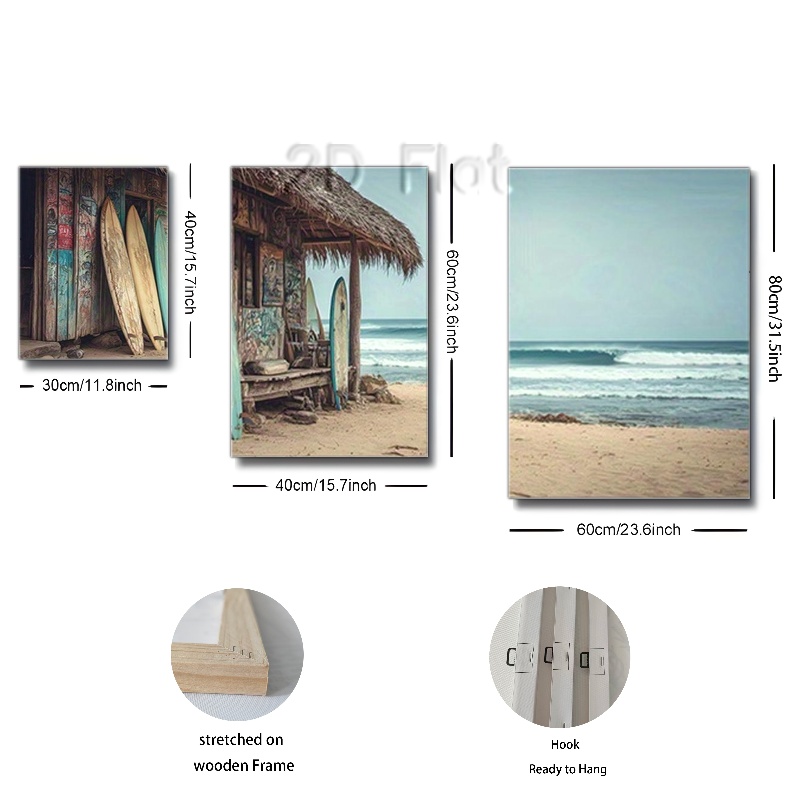 2D Flat
40cm/15.7inch
30cm/11.8inch
60cm/23.6inch
40cm/15.7inch
80cm/31.5inch
60cm/23.6inch
stretched on
wooden Frame
Hook
Ready to Hang